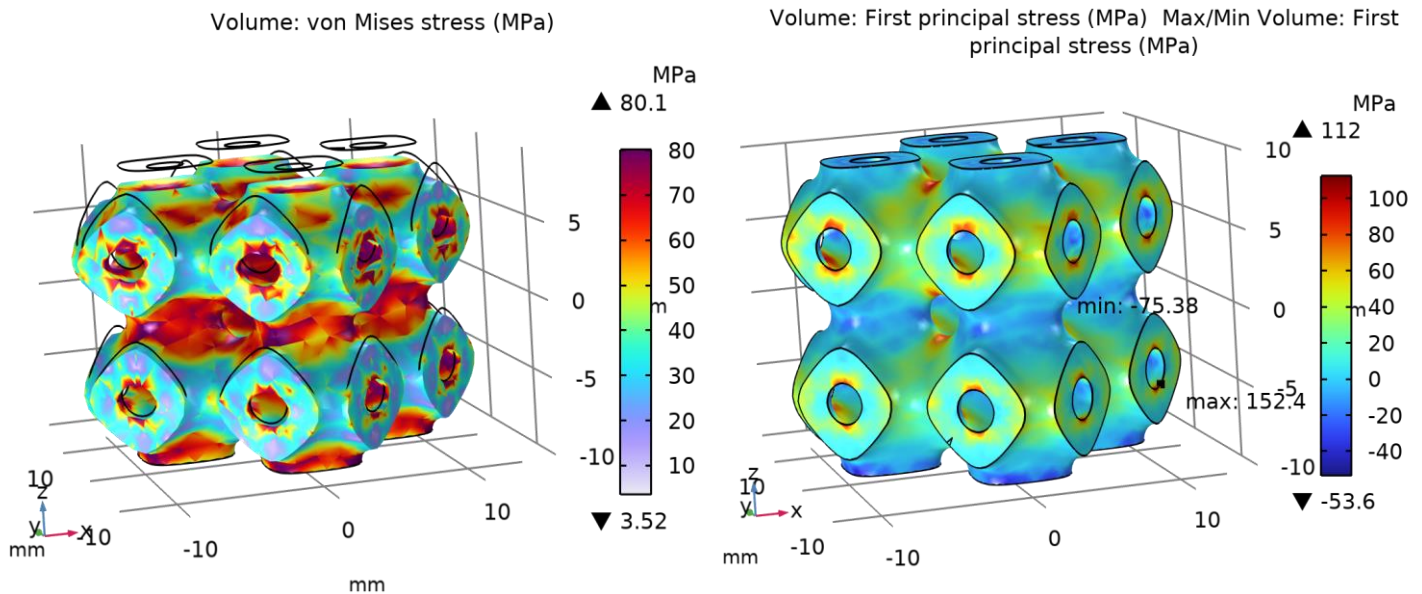 Volume: von Mises stress (MPa)
MPa
▲ 80.1
80
70
60
50
m
40
30
20
10
▼ 3.52
5
0
-5
-10
10
z
y
x
-10
mm
-10
0
10
mm
Volume: First principal stress (MPa) Max/Min Volume: First
principal stress (MPa)
MPa
▲ 112
100
80
60
m
40
20
0
-20
-40
▼ -53.6
10
5
0
-5
-10
min: -75.38
max: 152.4
10
z
y
x
mm
-10
-10
0
10